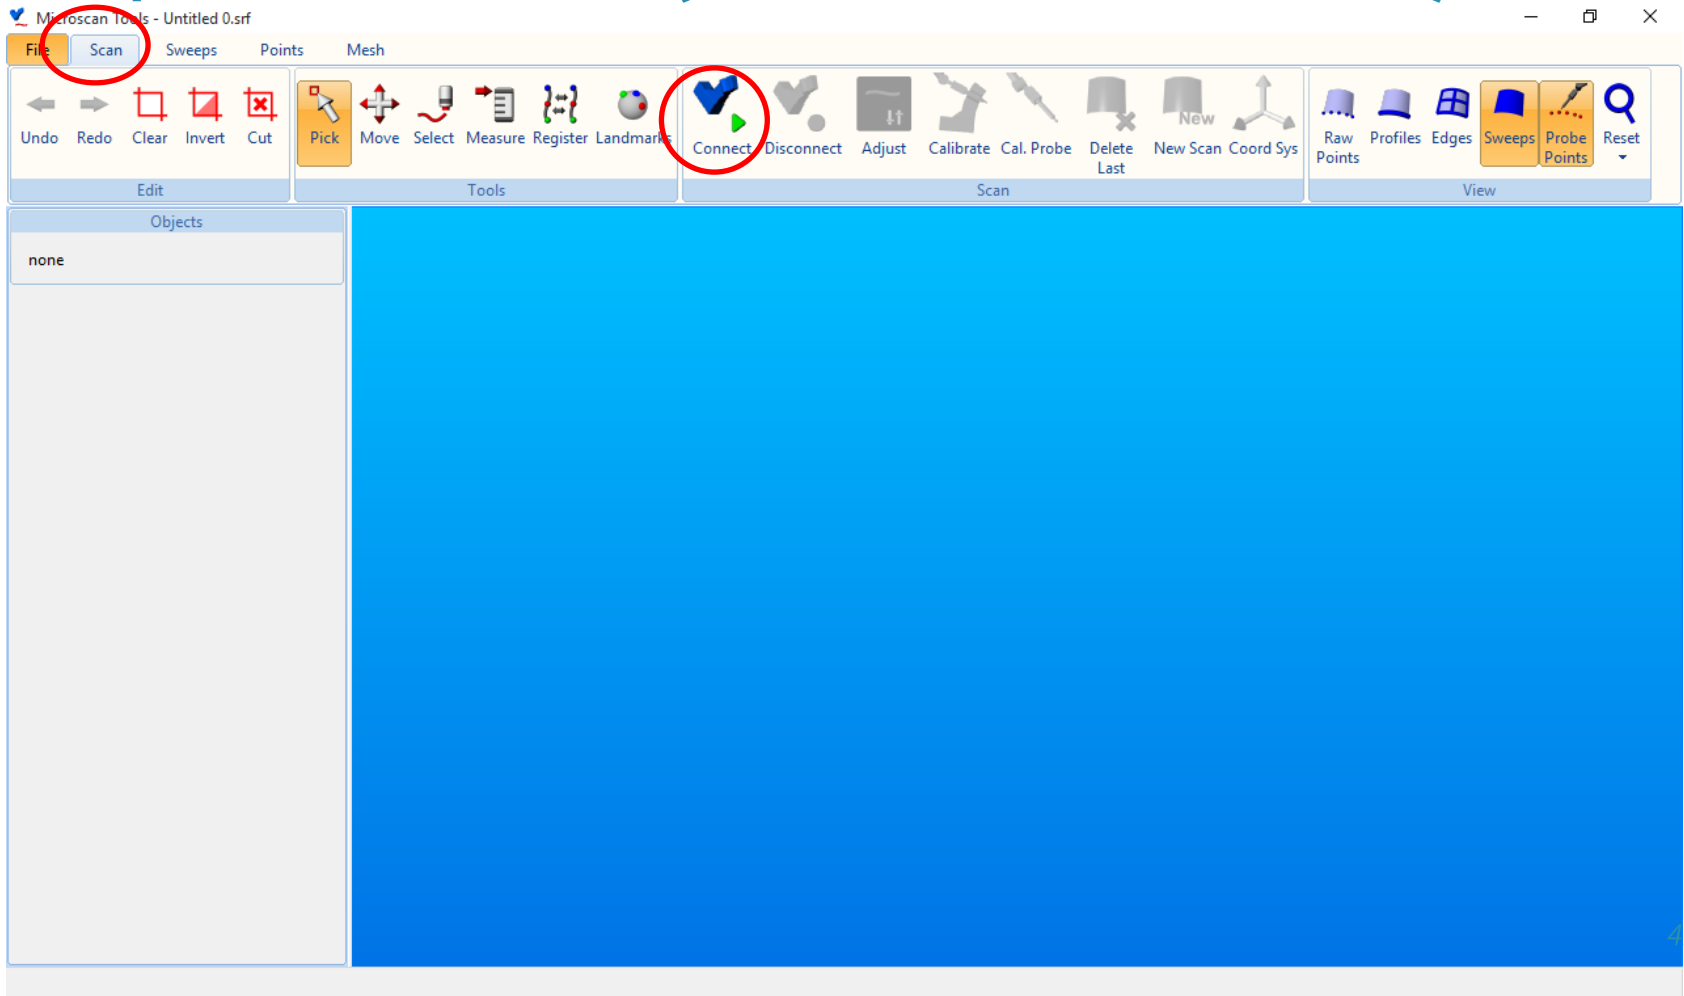 Microscan Tools - Untitled 0.srf
File Scan Sweeps Points Mesh
Undo Redo Clear Invert Cut Pick Move Select Measure Register Landmarks Connect Disconnect Adjust Calibrate Cal. Probe Delete Last New New Scan Coord Sys Raw Points Profiles Edges Sweeps Probe Points Reset
Edit Tools Scan View
Objects
none
4